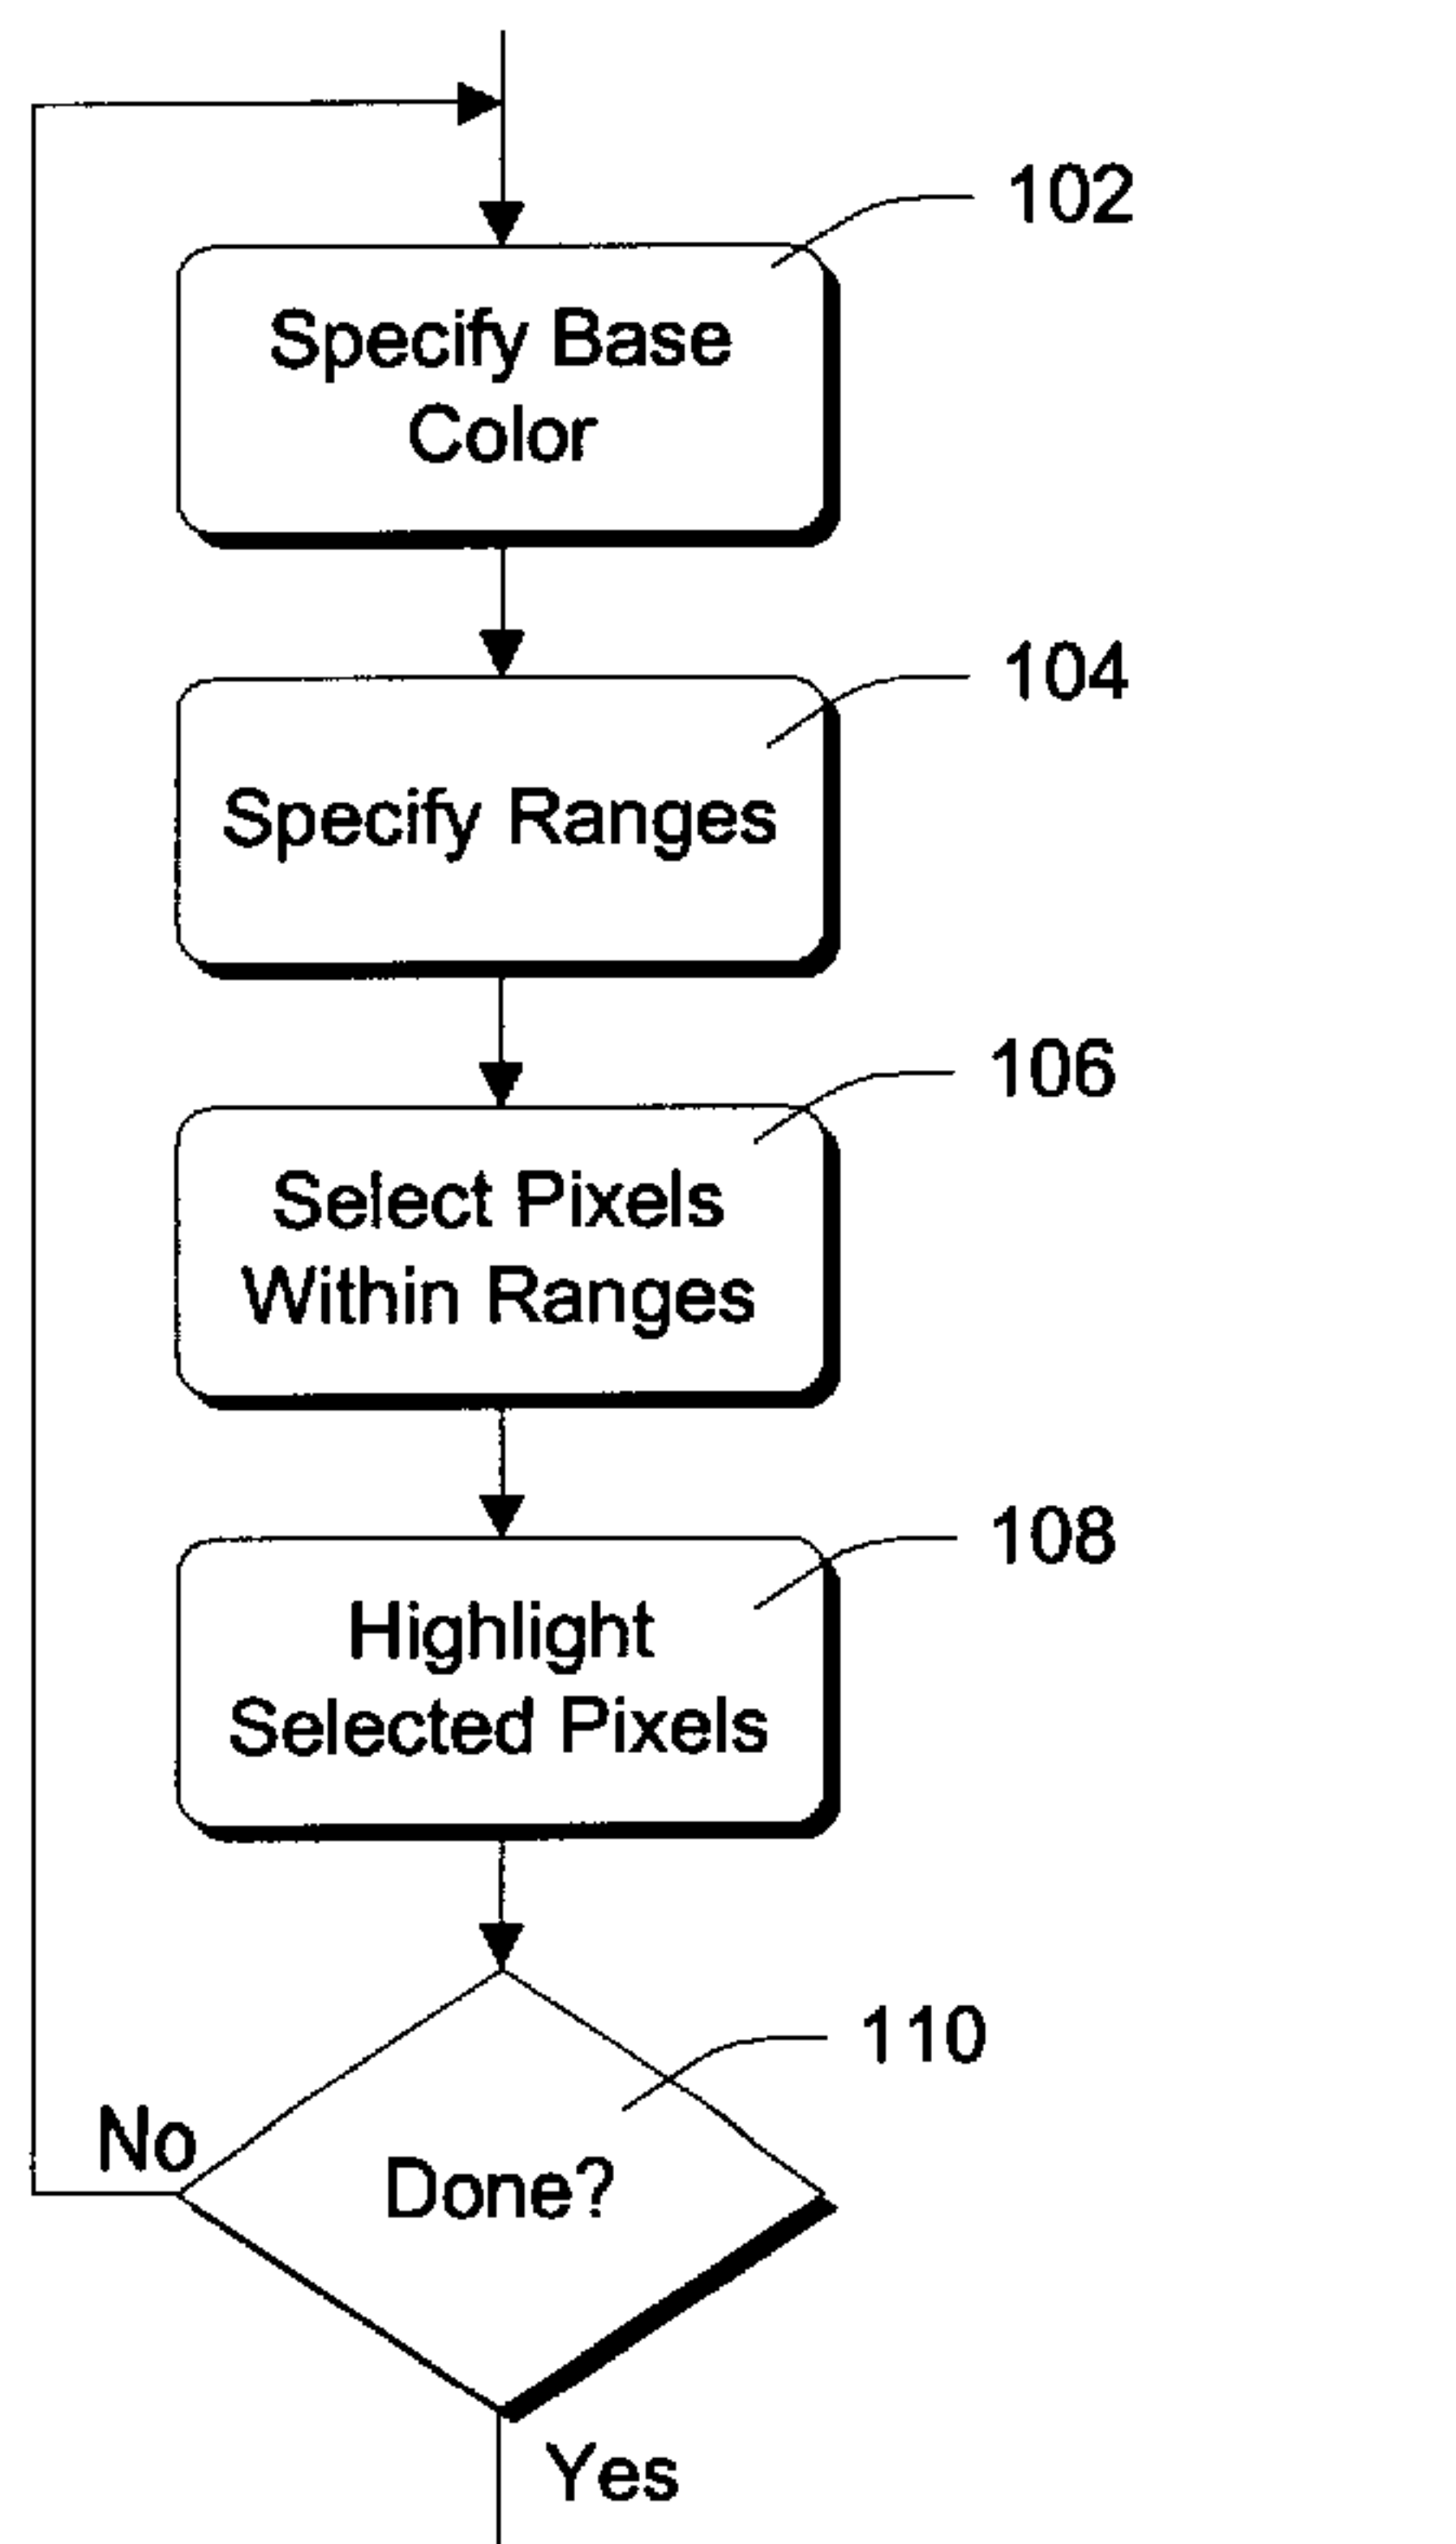 102
Specify Base
Color
104
Specify Ranges
106
Select Pixels
Within Ranges
108
Highlight
Selected Pixels
110
No
Done?
Yes